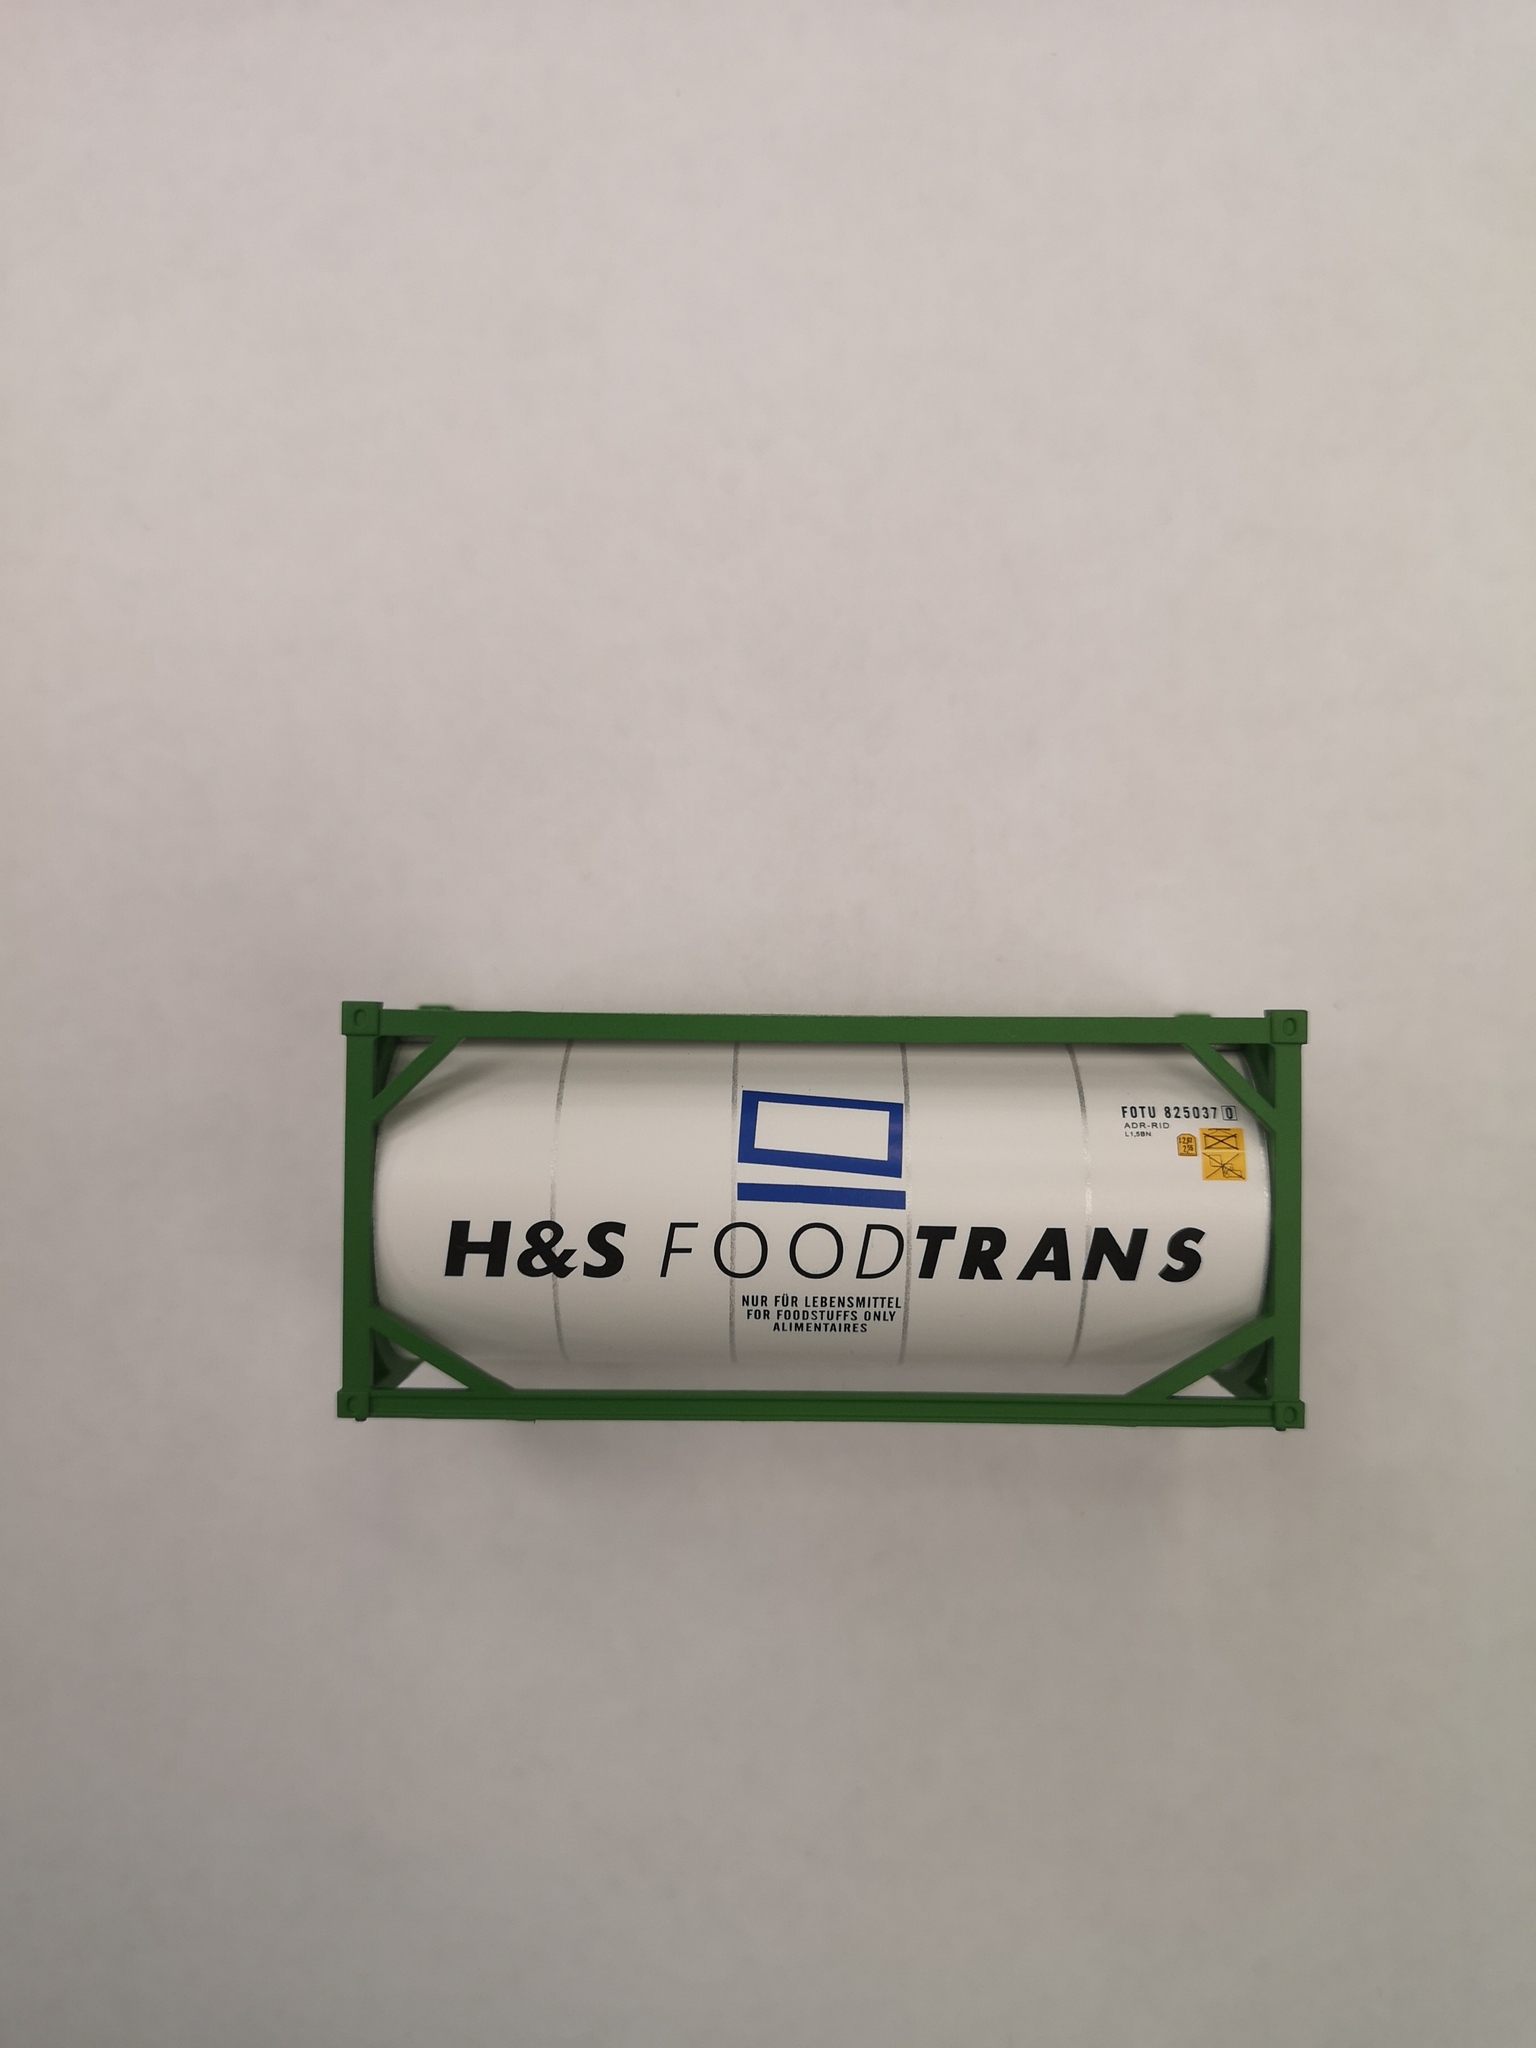 FOTU 825037 0
ADR-RID
L1,5BN
H&S FOODTRANS
NUR FÜR LEBENSMITTEL
FOR FOODSTUFFS ONLY
ALIMENTAIRES